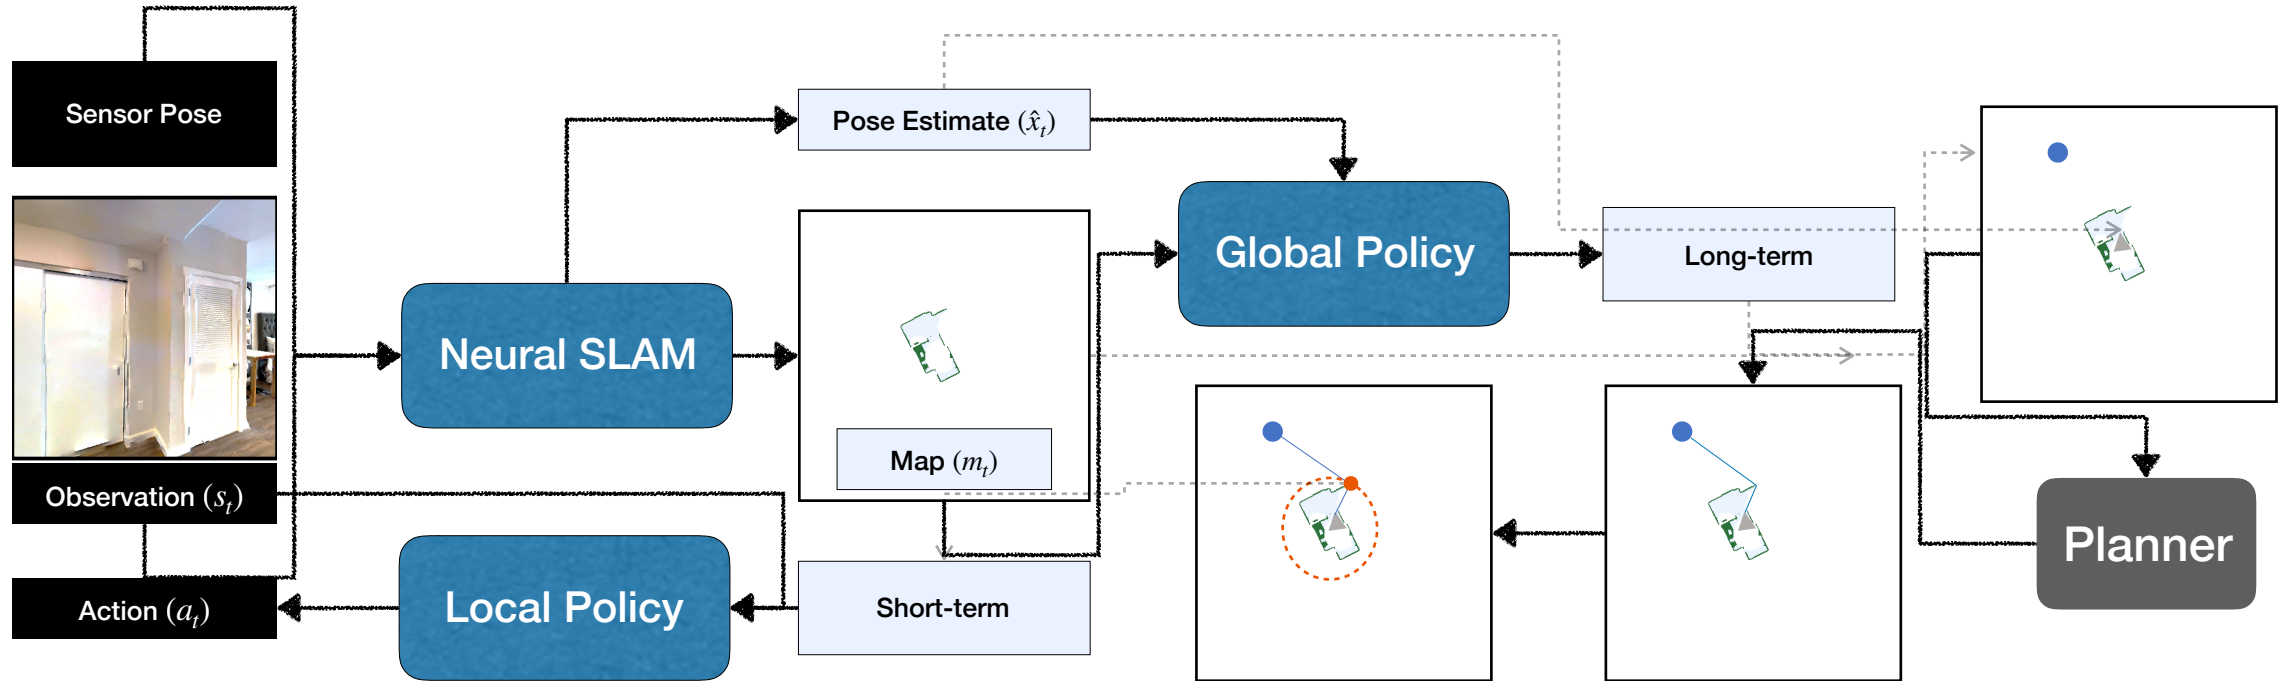 Sensor Pose
Pose Estimate (x̂ₜ)
Global Policy
Long-term
Neural SLAM
Map (mₜ)
Observation (sₜ)
Planner
Action (aₜ)
Local Policy
Short-term